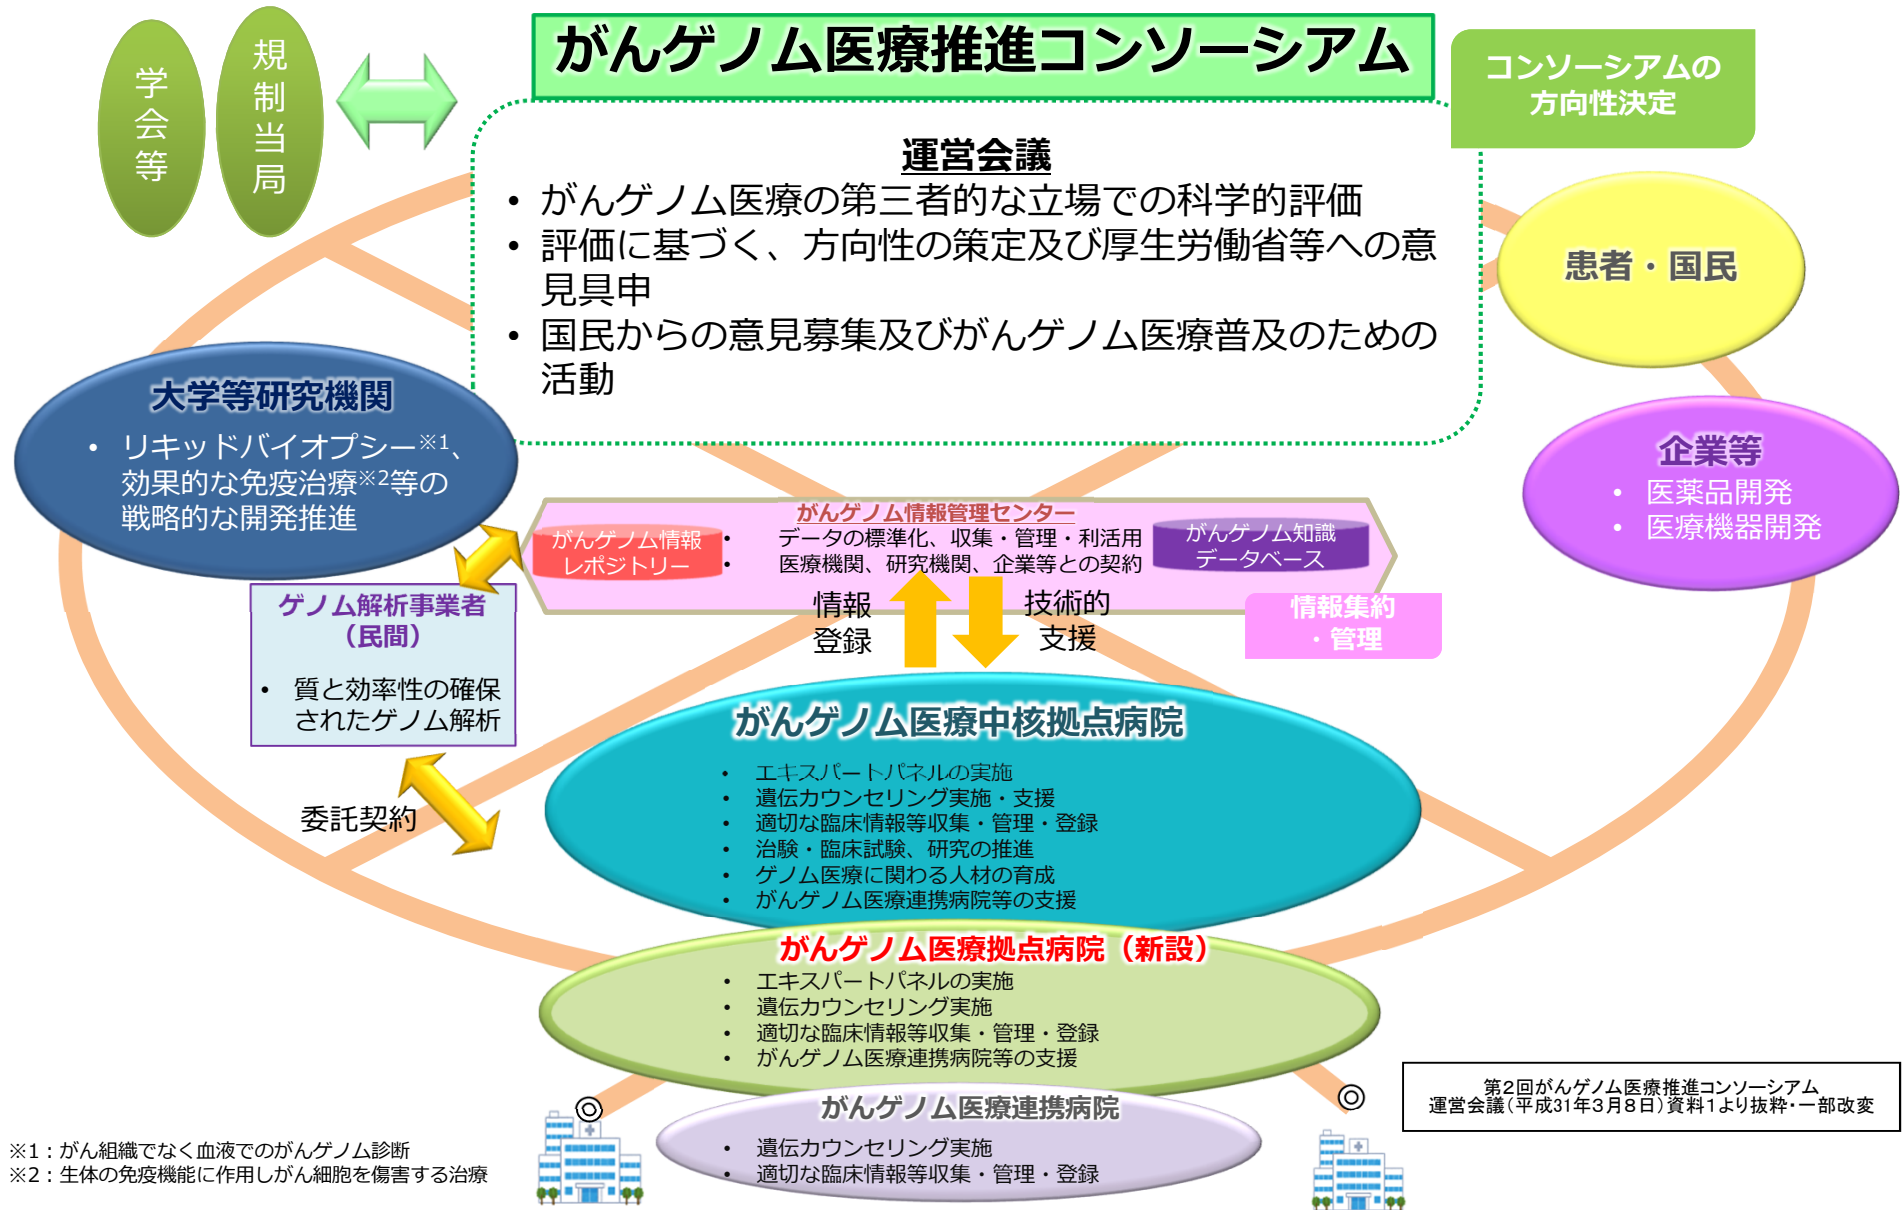 がんゲノム医療推進コンソーシアム
学会等
規制当局
コンソーシアムの
方向性決定
運営会議
• がんゲノム医療の第三者的な立場での科学的評価
• 評価に基づく、方向性の策定及び厚生労働省等への意
見具申
• 国民からの意見募集及びがんゲノム医療普及のための
活動
患者・国民
大学等研究機関
• リキッドバイオプシー※1、
効果的な免疫治療※2等の
戦略的な開発推進
企業等
• 医薬品開発
• 医療機器開発
がんゲノム情報管理センター
• データの標準化、収集・管理・利活用
• 医療機関、研究機関、企業等との契約
がんゲノム情報
レポジトリー
がんゲノム知識
データベース
情報集約
・管理
情報
登録
技術的
支援
ゲノム解析事業者
（民間）
• 質と効率性の確保
されたゲノム解析
委託契約
がんゲノム医療中核拠点病院
• エキスパートパネルの実施
• 遺伝カウンセリング実施・支援
• 適切な臨床情報等収集・管理・登録
• 治験・臨床試験、研究の推進
• ゲノム医療に関わる人材の育成
• がんゲノム医療連携病院等の支援
がんゲノム医療拠点病院（新設）
• エキスパートパネルの実施
• 遺伝カウンセリング実施
• 適切な臨床情報等収集・管理・登録
• がんゲノム医療連携病院等の支援
がんゲノム医療連携病院
• 遺伝カウンセリング実施
• 適切な臨床情報等収集・管理・登録
◎
◎
第２回がんゲノム医療推進コンソーシアム
運営会議（平成31年３月８日）資料１より抜粋・一部改変
※1：がん組織でなく血液でのがんゲノム診断
※2：生体の免疫機能に作用しがん細胞を傷害する治療